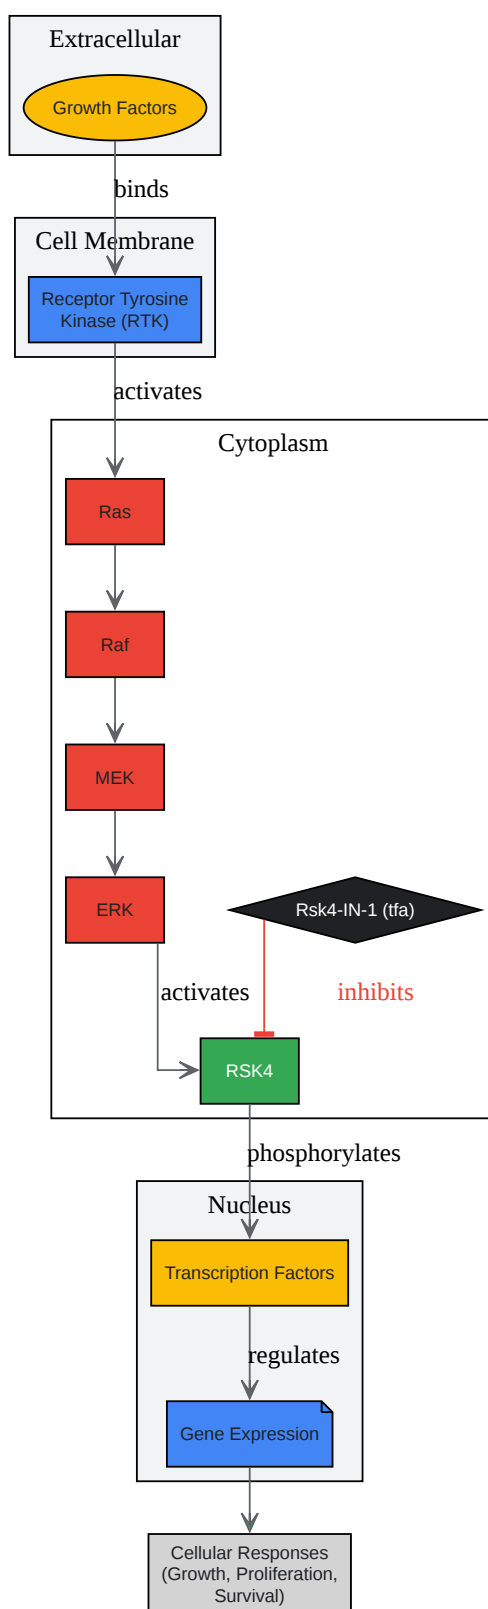 Extracellular
Growth Factors
binds
Cell Membrane
Receptor Tyrosine
Kinase (RTK)
activates
Cytoplasm
Ras
Raf
MEK
ERK
Rsk4-IN-1 (tfa)
activates
inhibits
RSK4
phosphorylates
Nucleus
Transcription Factors
regulates
Gene Expression
Cellular Responses
(Growth, Proliferation,
Survival)